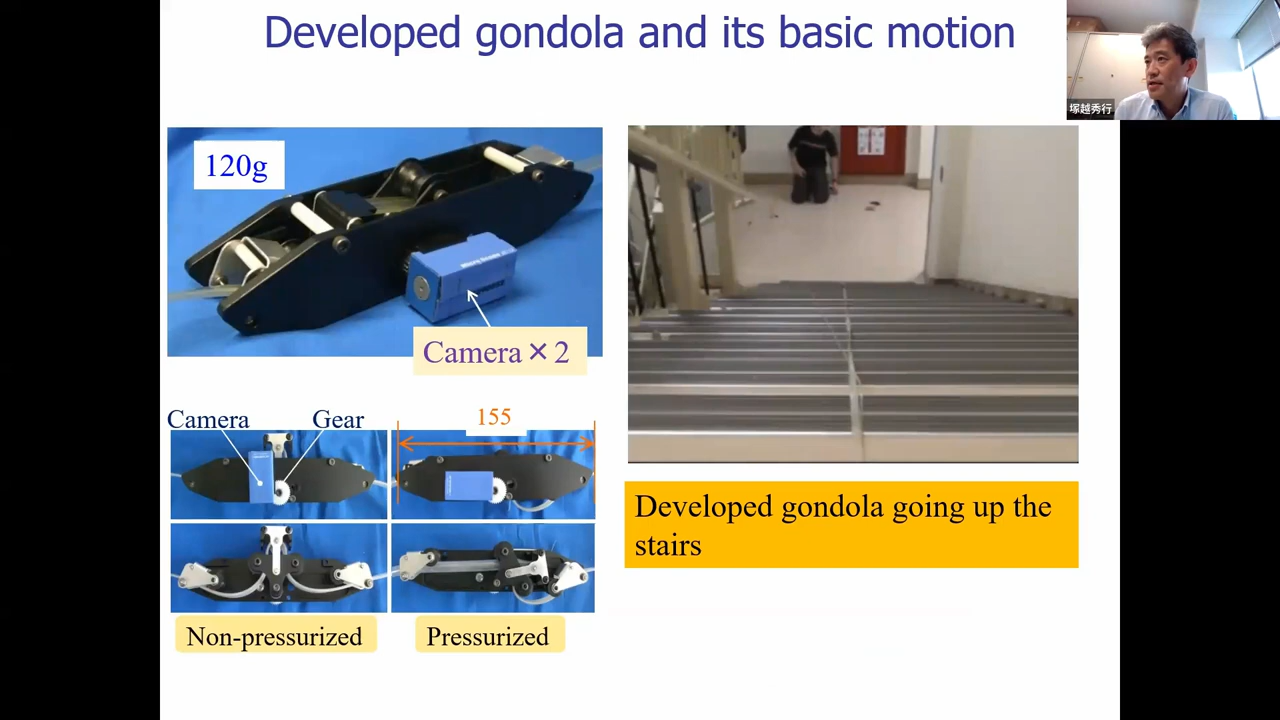 Developed gondola and its basic motion
塚越秀行
120g
Camera × 2
Camera
Gear
155
Non-pressurized
Pressurized
Developed gondola going up the
stairs